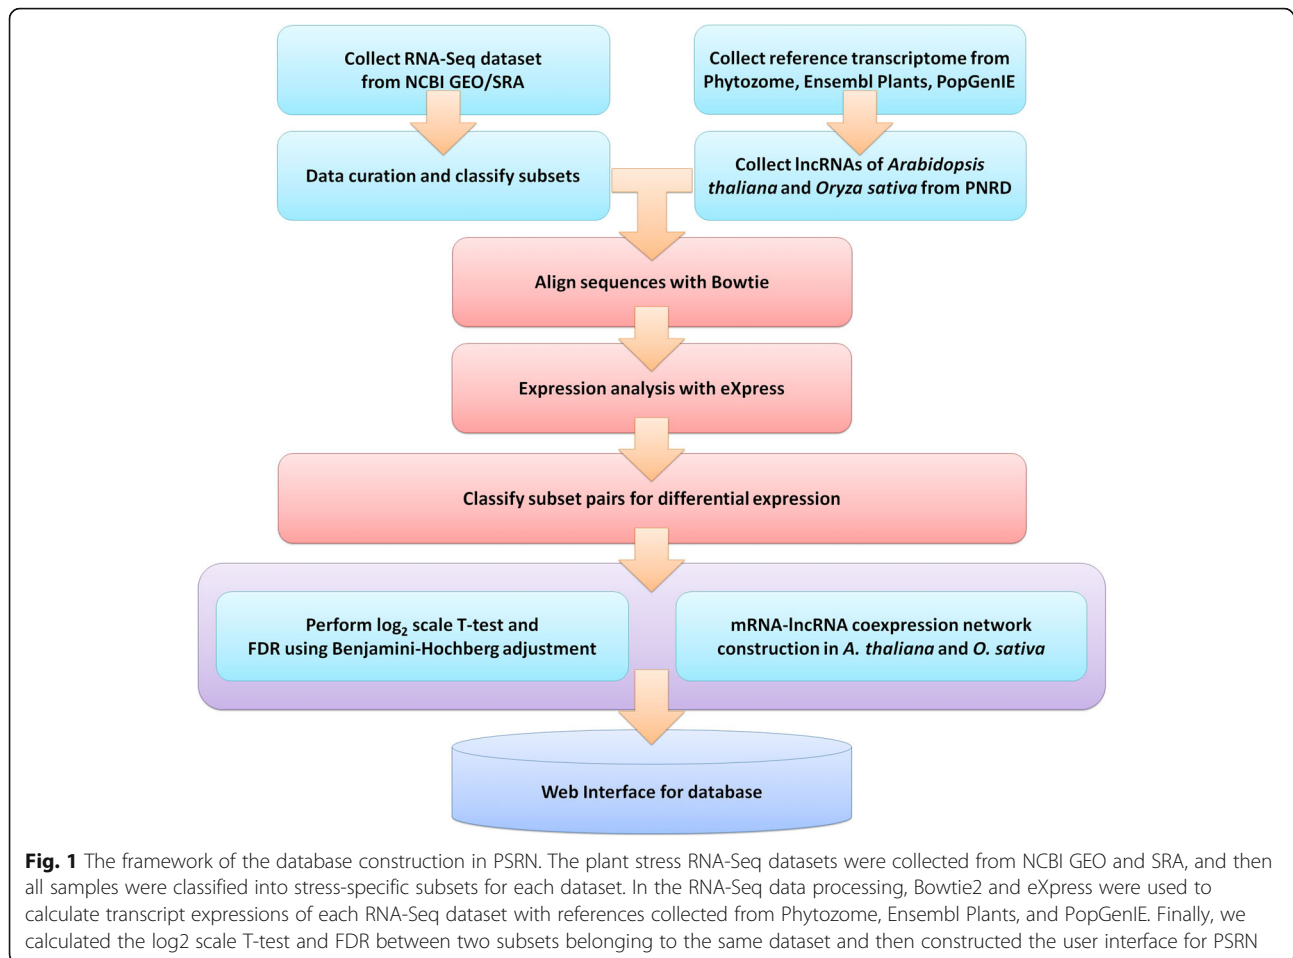 Collect RNA-Seq dataset
from NCBI GEO/SRA
Collect reference transcriptome from
Phytozome, Ensembl Plants, PopGenIE
Data curation and classify subsets
Collect lncRNAs of Arabidopsis
thaliana and Oryza sativa from PNRD
Align sequences with Bowtie
Expression analysis with eXpress
Classify subset pairs for differential expression
Perform log2 scale T-test and
FDR using Benjamini-Hochberg adjustment
mRNA-lncRNA coexpression network
construction in A. thaliana and O. sativa
Web Interface for database
Fig. 1 The framework of the database construction in PSRN. The plant stress RNA-Seq datasets were collected from NCBI GEO and SRA, and then
all samples were classified into stress-specific subsets for each dataset. In the RNA-Seq data processing, Bowtie2 and eXpress were used to
calculate transcript expressions of each RNA-Seq dataset with references collected from Phytozome, Ensembl Plants, and PopGenIE. Finally, we
calculated the log2 scale T-test and FDR between two subsets belonging to the same dataset and then constructed the user interface for PSRN